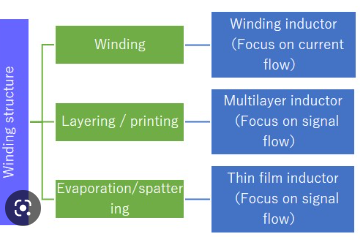 Winding structure
Winding
Winding inductor
（Focus on current
flow）
Layering / printing
Multilayer inductor
（Focus on signal
flow）
Evaporation/spatter
ing
Thin film inductor
（Focus on signal
flow）